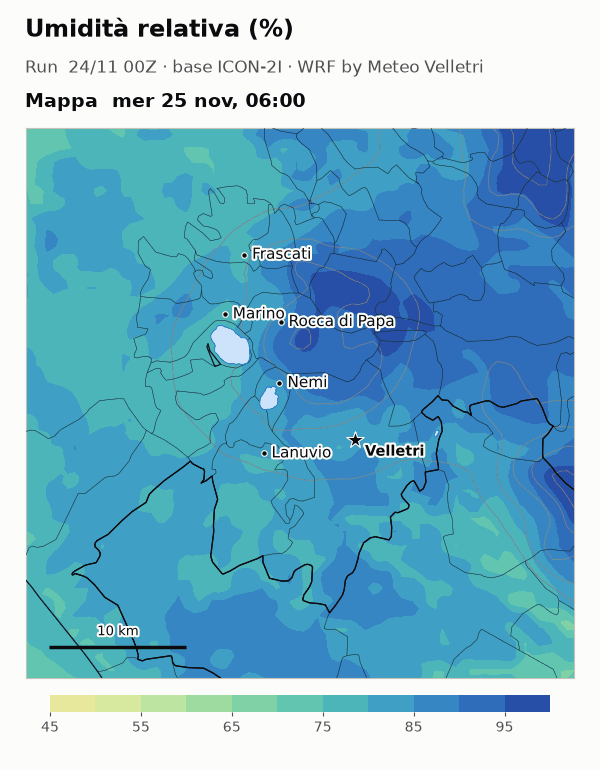 Umidità relativa (%)
Run  24/11 00Z · base ICON-2I · WRF by Meteo Velletri
Mappa  mer 25 nov, 06:00
Frascati
Marino
Rocca di Papa
Nemi
Velletri
Lanuvio
10 km
45 55 65 75 85 95